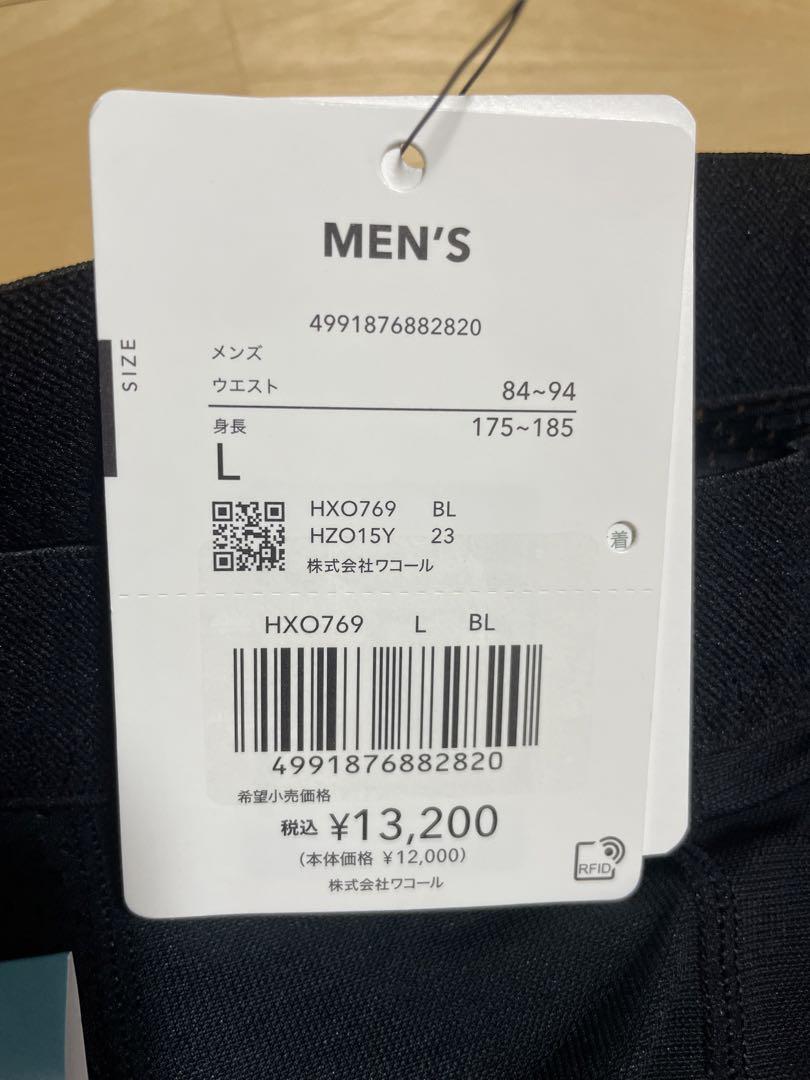 MEN'S
4991876882820
SIZE
メンズ
ウエスト 84~94
身長 175~185
L
HXO769 BL
HZO15Y 23
株式会社ワコール
着
HXO769 L BL
4991876882820
希望小売価格
税込 ¥13,200
(本体価格 ¥12,000)
株式会社ワコール
RFID